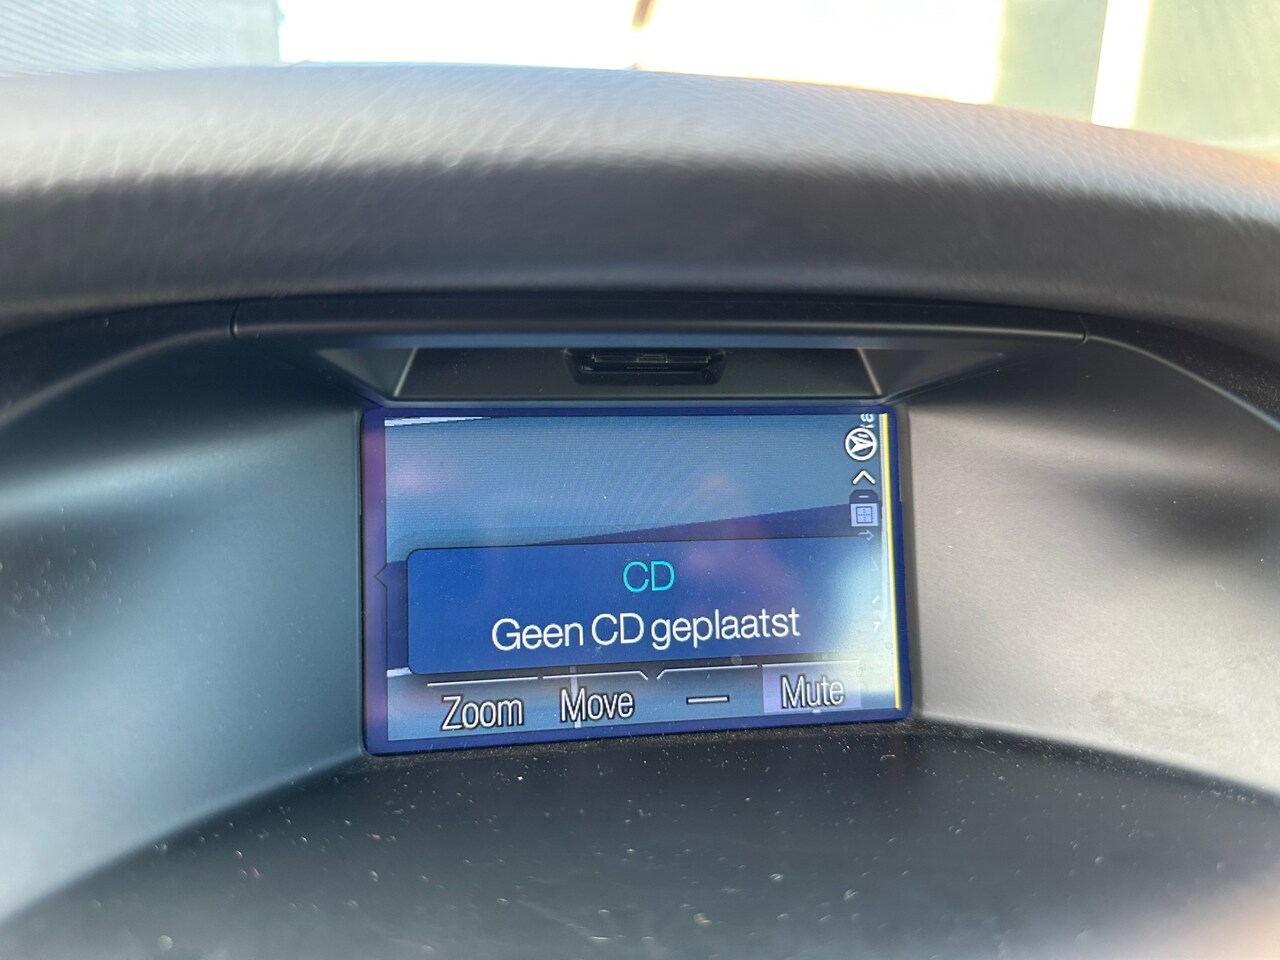 CD
Geen CD geplaatst
Zoom Move — Mute